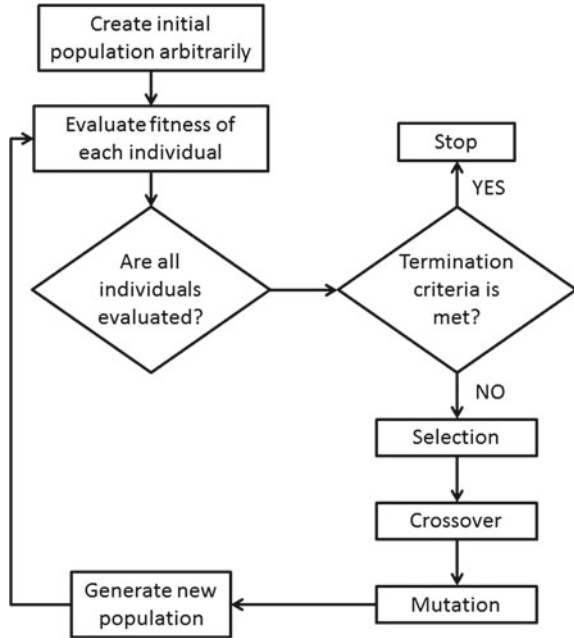 Create initial
population arbitrarily
Evaluate fitness of
each individual
Are all
individuals
evaluated?
Termination
criteria is
met?
Stop
YES
NO
Selection
Crossover
Mutation
Generate new
population